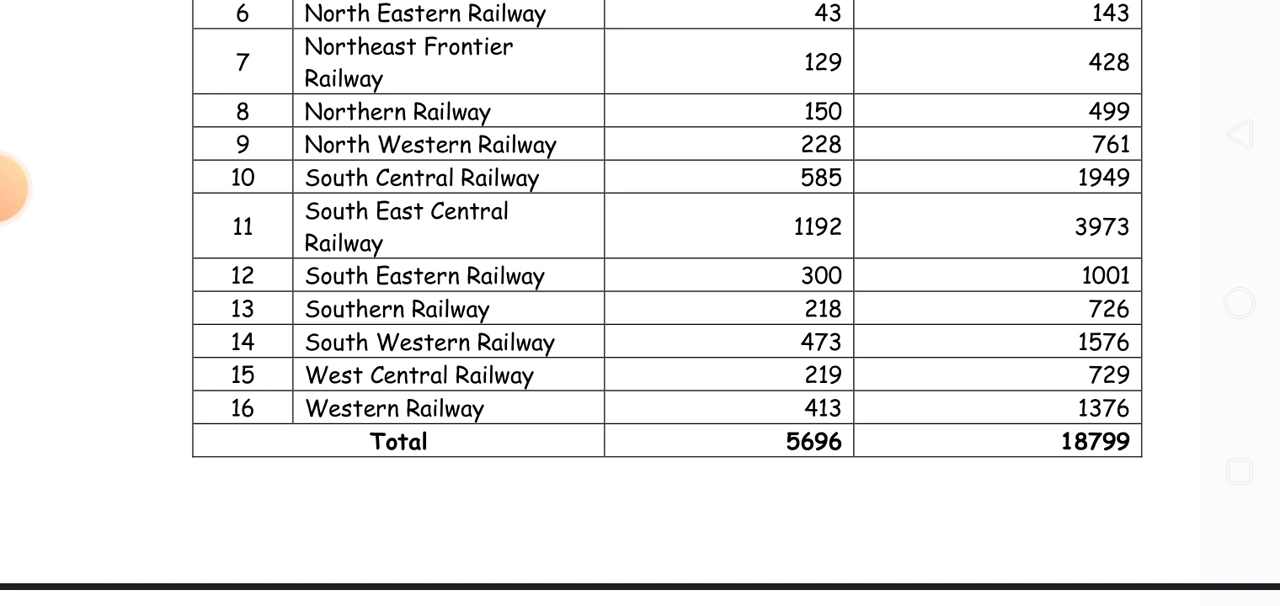 6 North Eastern Railway 43 143
7 Northeast Frontier Railway 129 428
8 Northern Railway 150 499
9 North Western Railway 228 761
10 South Central Railway 585 1949
11 South East Central Railway 1192 3973
12 South Eastern Railway 300 1001
13 Southern Railway 218 726
14 South Western Railway 473 1576
15 West Central Railway 219 729
16 Western Railway 413 1376
Total 5696 18799